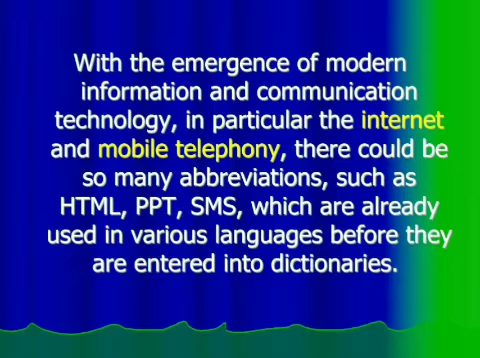 With the emergence of modern
information and communication
technology, in particular the internet
and mobile telephony, there could be
so many abbreviations, such as
HTML, PPT, SMS, which are already
used in various languages before they
are entered into dictionaries.